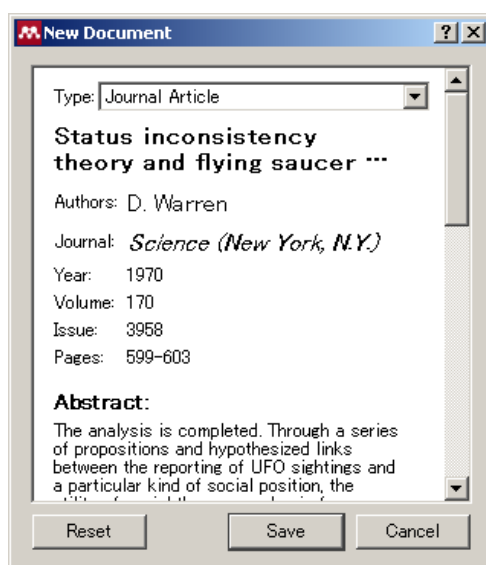 New Document
Type: Journal Article
Status inconsistency
theory and flying saucer ...
Authors: D. Warren
Journal: Science (New York, N.Y.)
Year: 1970
Volume: 170
Issue: 3958
Pages: 599-603
Abstract:
The analysis is completed. Through a series
of propositions and hypothesized links
between the reporting of UFO sightings and
a particular kind of social position, the
Reset Save Cancel